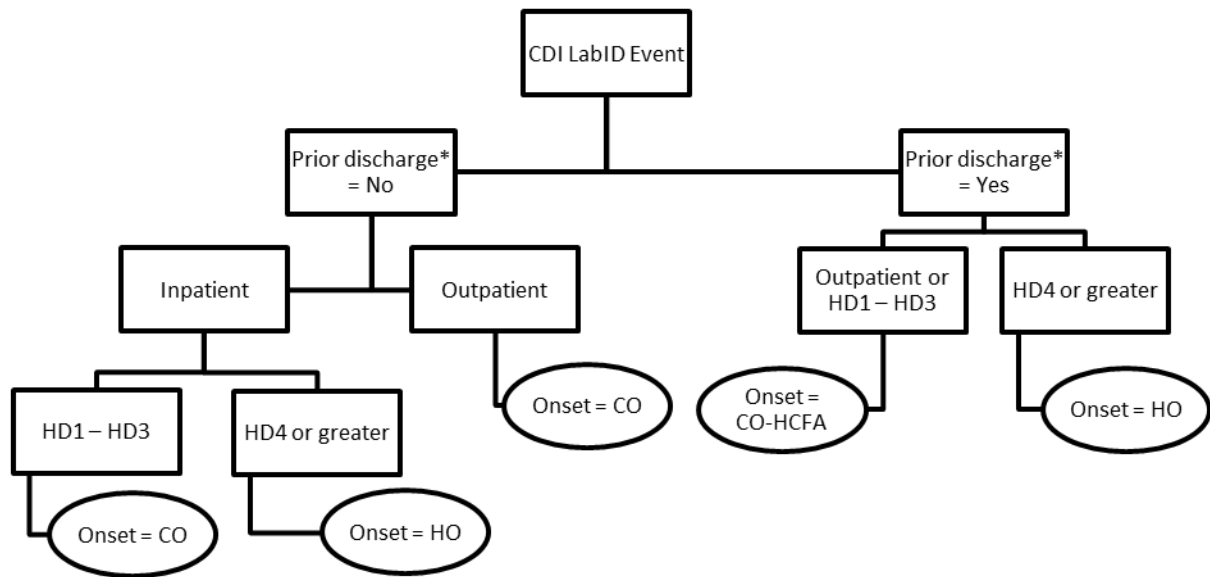 CDI LabID Event
Prior discharge*
= No
Prior discharge*
= Yes
Inpatient
Outpatient
Outpatient or
HD1 – HD3
HD4 or greater
HD1 – HD3
HD4 or greater
Onset = CO
Onset =
CO-HCFA
Onset = HO
Onset = CO
Onset = HO